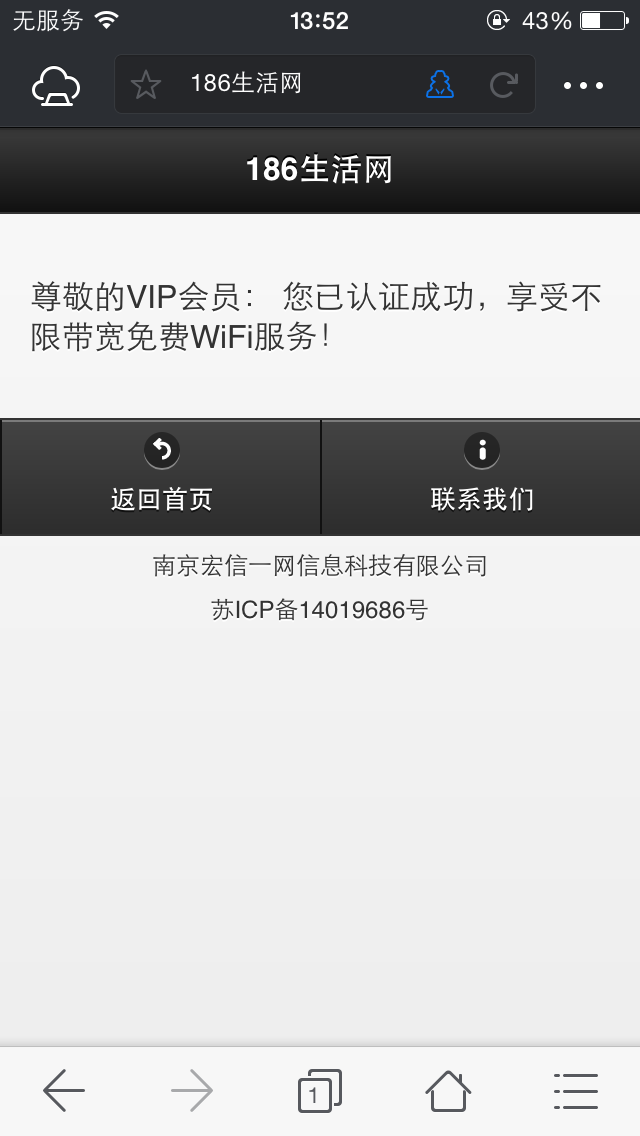 无服务 13:52 43%
186生活网
186生活网
尊敬的VIP会员： 您已认证成功，享受不
限带宽免费WiFi服务！
返回首页 联系我们
南京宏信一网信息科技有限公司
苏ICP备14019686号
1